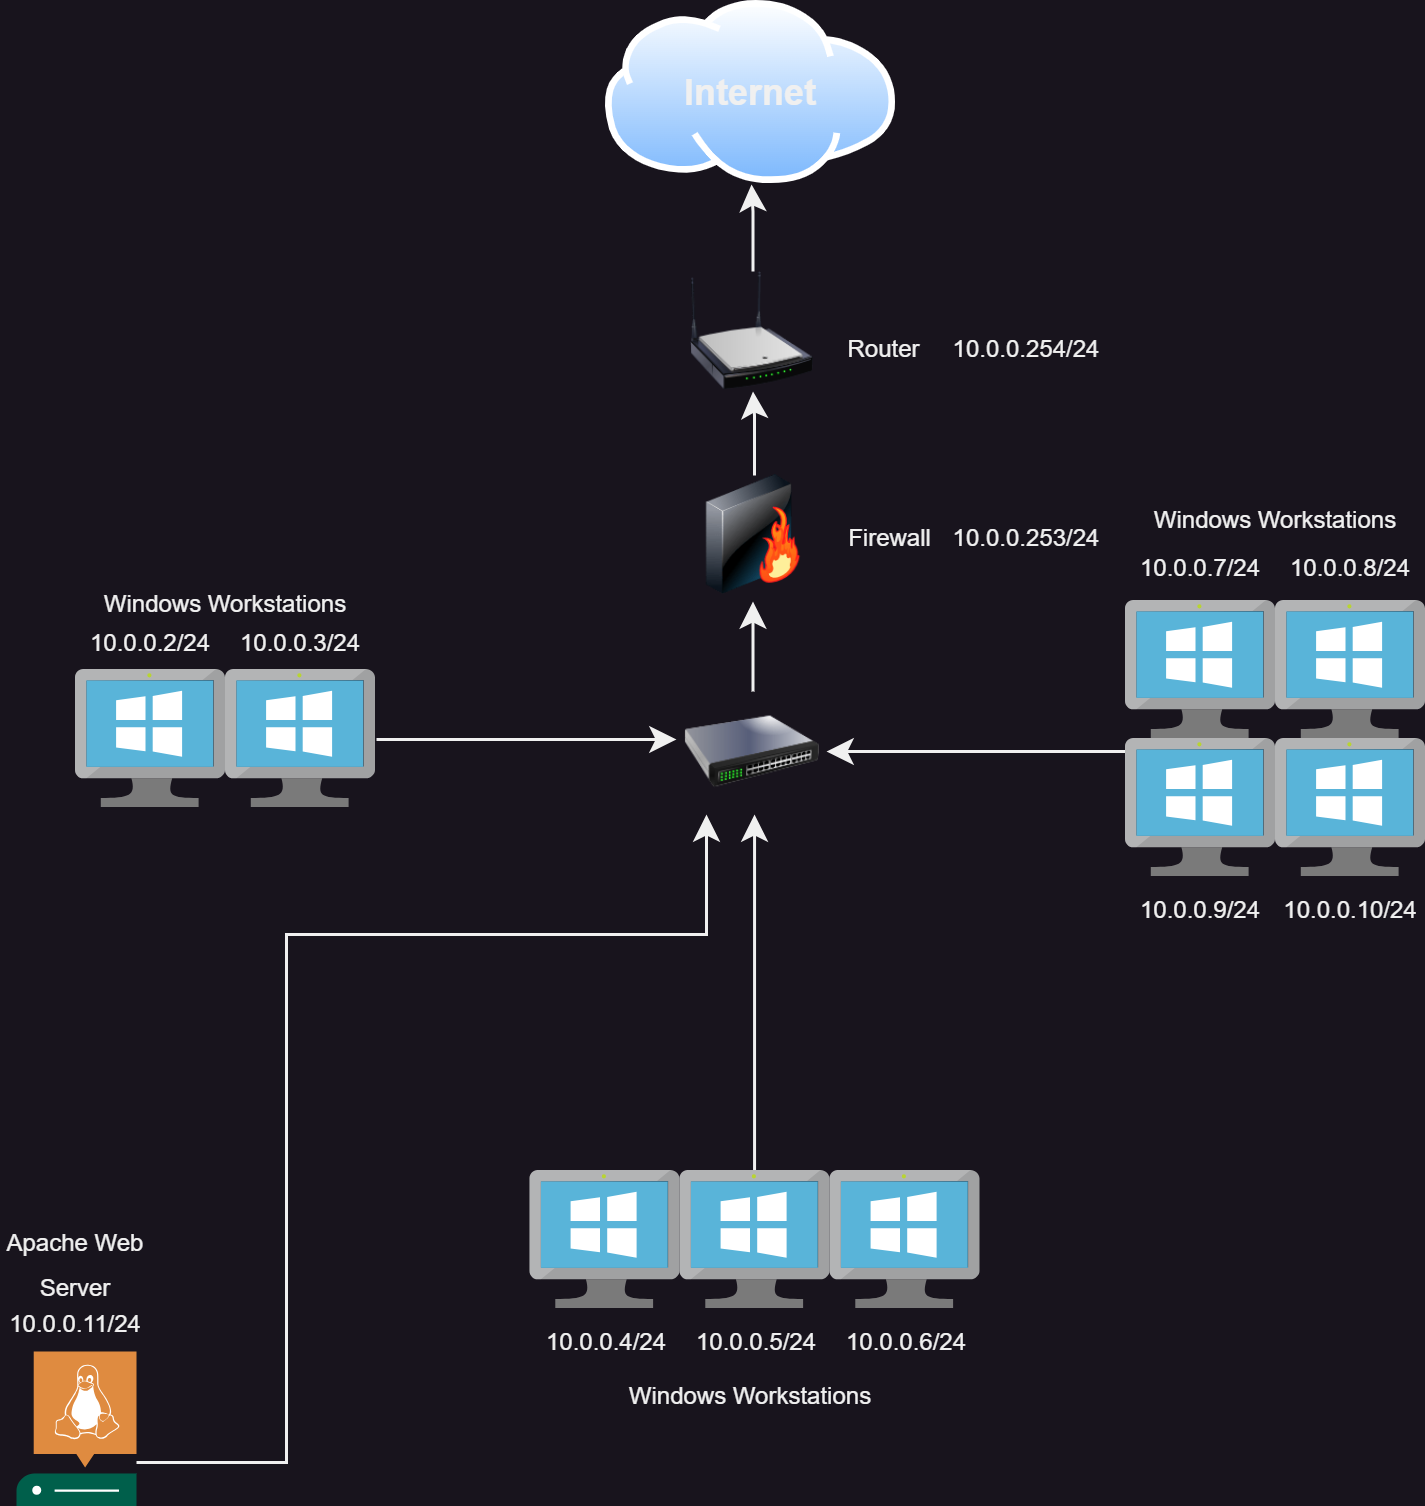 Internet
Router 10.0.0.254/24
Firewall 10.0.0.253/24
Windows Workstations
10.0.0.7/24 10.0.0.8/24
10.0.0.9/24 10.0.0.10/24
Windows Workstations
10.0.0.2/24 10.0.0.3/24
Apache Web
Server
10.0.0.11/24
10.0.0.4/24 10.0.0.5/24 10.0.0.6/24
Windows Workstations